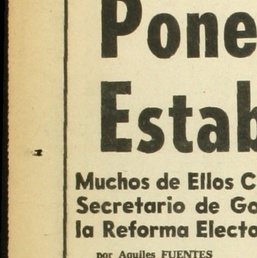 Pone
Estab
Muchos de Ellos C
Secretario de Go
la Reforma Electo
por Aquiles FUENTES